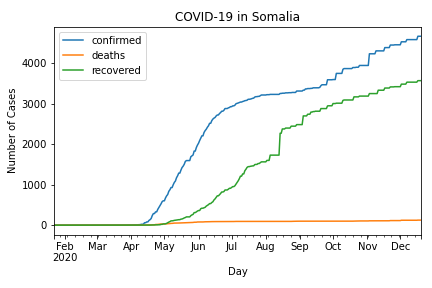 COVID-19 in Somalia
confirmed
deaths
recovered
Number of Cases
4000
3000
2000
1000
0
Feb Mar Apr May Jun Jul Aug Sep Oct Nov Dec
2020
Day